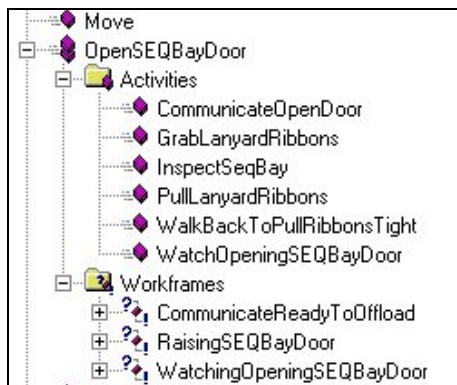 Move
OpenSEQBayDoor
Activities
CommunicateOpenDoor
GrabLanyardRibbons
InspectSeqBay
PullLanyardRibbons
WalkBackToPullRibbonsTight
WatchOpeningSEQBayDoor
Workframes
CommunicateReadyToOffload
RaisingSEQBayDoor
WatchingOpeningSEQBayDoor